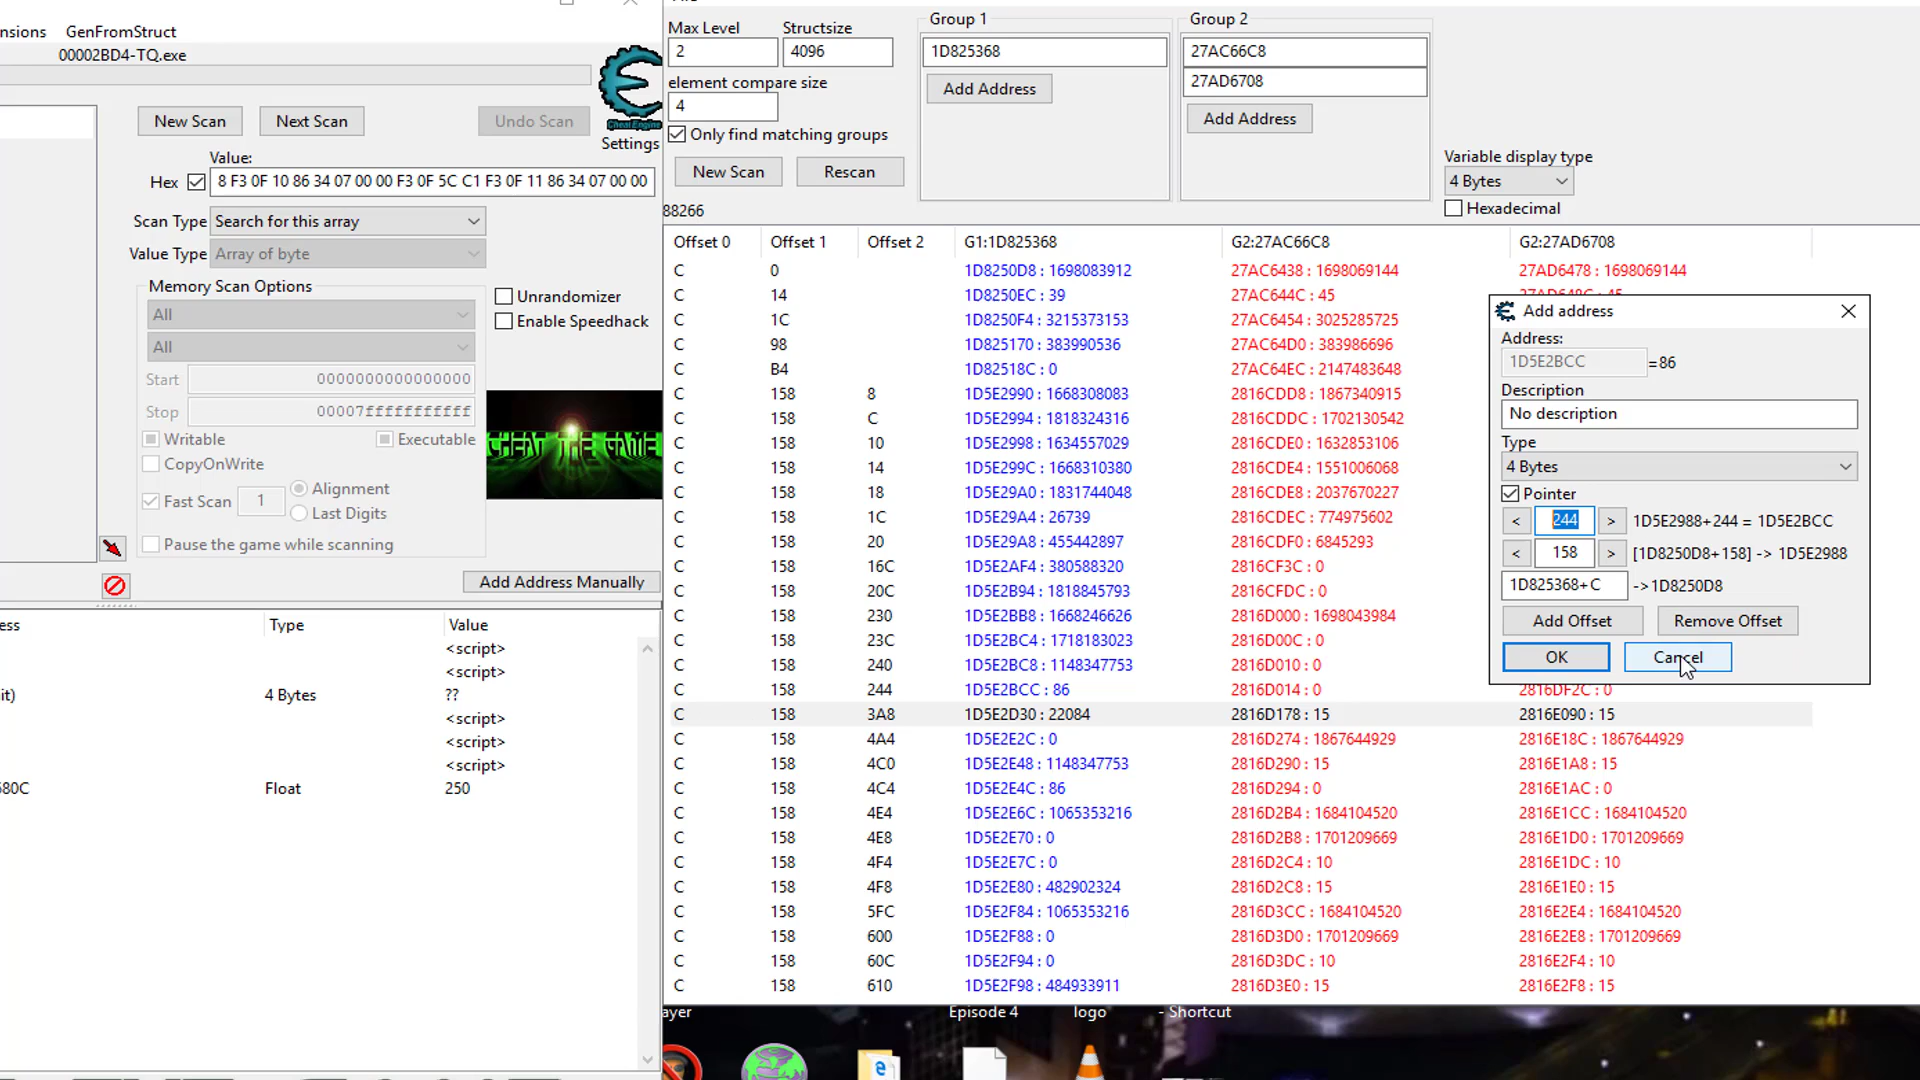 nsions GenFromStruct
00002BD4-TQ.exe
New Scan Next Scan Undo Scan
Settings
Value:
Hex 8 F3 0F 10 86 34 07 00 00 F3 0F 5C C1 F3 0F 11 86 34 07 00 00
Scan Type Search for this array
Value Type Array of byte
Memory Scan Options
All
All
Start 0000000000000000
Stop 00007fffffffffff
Writable Executable
CopyOnWrite
Fast Scan 1 Alignment
Last Digits
Pause the game while scanning
Unrandomizer
Enable Speedhack
CHEAT THE GAME
Add Address Manually
ess Type Value
<script>
<script>
it) 4 Bytes ??
<script>
<script>
<script>
680C Float 250
Max Level Structsize
2 4096
element compare size
4
Only find matching groups
New Scan Rescan
88266
Group 1
1D825368
Add Address
Group 2
27AC66C8
27AD6708
Add Address
Variable display type
4 Bytes
Hexadecimal
Offset 0 Offset 1 Offset 2 G1:1D825368 G2:27AC66C8 G2:27AD6708
C 0 1D8250D8 : 1698083912 27AC6438 : 1698069144 27AD6478 : 1698069144
C 14 1D8250EC : 39 27AC644C : 45 27AD648C : 45
C 1C 1D8250F4 : 3215373153 27AC6454 : 3025285725
C 98 1D825170 : 383990536 27AC64D0 : 383986696
C B4 1D82518C : 0 27AC64EC : 2147483648
C 158 8 1D5E2990 : 1668308083 2816CDD8 : 1867340915
C 158 C 1D5E2994 : 1818324316 2816CDDC : 1702130542
C 158 10 1D5E2998 : 1634557029 2816CDE0 : 1632853106
C 158 14 1D5E299C : 1668310380 2816CDE4 : 1551006068
C 158 18 1D5E29A0 : 1831744048 2816CDE8 : 2037670227
C 158 1C 1D5E29A4 : 26739 2816CDEC : 774975602
C 158 20 1D5E29A8 : 455442897 2816CDF0 : 6845293
C 158 16C 1D5E2AF4 : 380588320 2816CF3C : 0
C 158 20C 1D5E2B94 : 1818845793 2816CFDC : 0
C 158 230 1D5E2BB8 : 1668246626 2816D000 : 1698043984
C 158 23C 1D5E2BC4 : 1718183023 2816D00C : 0
C 158 240 1D5E2BC8 : 1148347753 2816D010 : 0
C 158 244 1D5E2BCC : 86 2816D014 : 0 2816DF2C : 0
C 158 3A8 1D5E2D30 : 22084 2816D178 : 15 2816E090 : 15
C 158 4A4 1D5E2E2C : 0 2816D274 : 1867644929 2816E18C : 1867644929
C 158 4C0 1D5E2E48 : 1148347753 2816D290 : 15 2816E1A8 : 15
C 158 4C4 1D5E2E4C : 86 2816D294 : 0 2816E1AC : 0
C 158 4E4 1D5E2E6C : 1065353216 2816D2B4 : 1684104520 2816E1CC : 1684104520
C 158 4E8 1D5E2E70 : 0 2816D2B8 : 1701209669 2816E1D0 : 1701209669
C 158 4F4 1D5E2E7C : 0 2816D2C4 : 10 2816E1DC : 10
C 158 4F8 1D5E2E80 : 482902324 2816D2C8 : 15 2816E1E0 : 15
C 158 5FC 1D5E2F84 : 1065353216 2816D3CC : 1684104520 2816E2E4 : 1684104520
C 158 600 1D5E2F88 : 0 2816D3D0 : 1701209669 2816E2E8 : 1701209669
C 158 60C 1D5E2F94 : 0 2816D3DC : 10 2816E2F4 : 10
C 158 610 1D5E2F98 : 484933911 2816D3E0 : 15 2816E2F8 : 15
Add address
Address:
1D5E2BCC =86
Description
No description
Type
4 Bytes
Pointer
< 244 > 1D5E2988+244 = 1D5E2BCC
< 158 > [1D8250D8+158] -> 1D5E2988
1D825368+C ->1D8250D8
Add Offset Remove Offset
OK Cancel
ayer Episode 4 logo - Shortcut